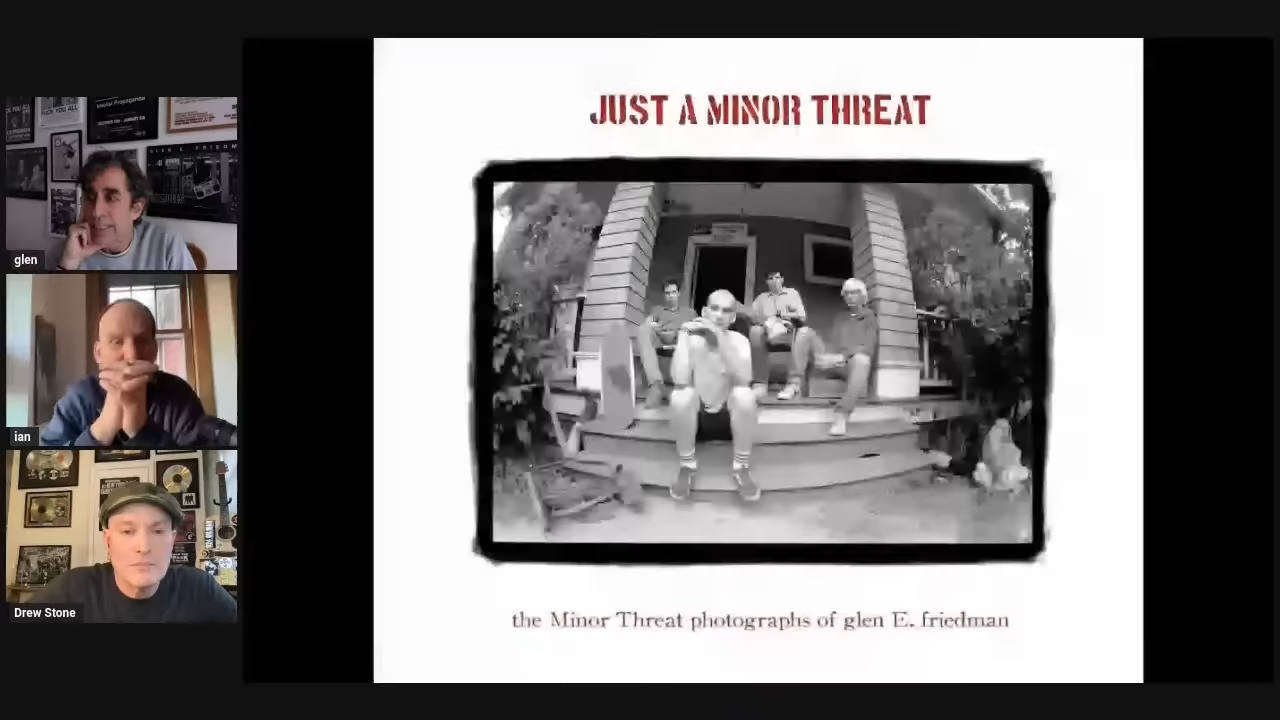 JUST A MINOR THREAT
the Minor Threat photographs of glen E. friedman
glen
ian
Drew Stone